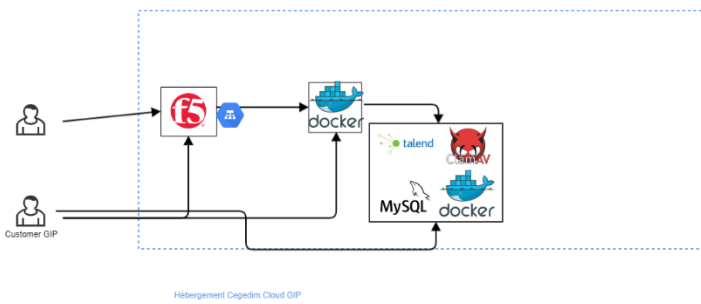 f5
docker
talend
ClamAV
MySQL
docker
Customer GIP
Hébergement Cegedim.Cloud GIP